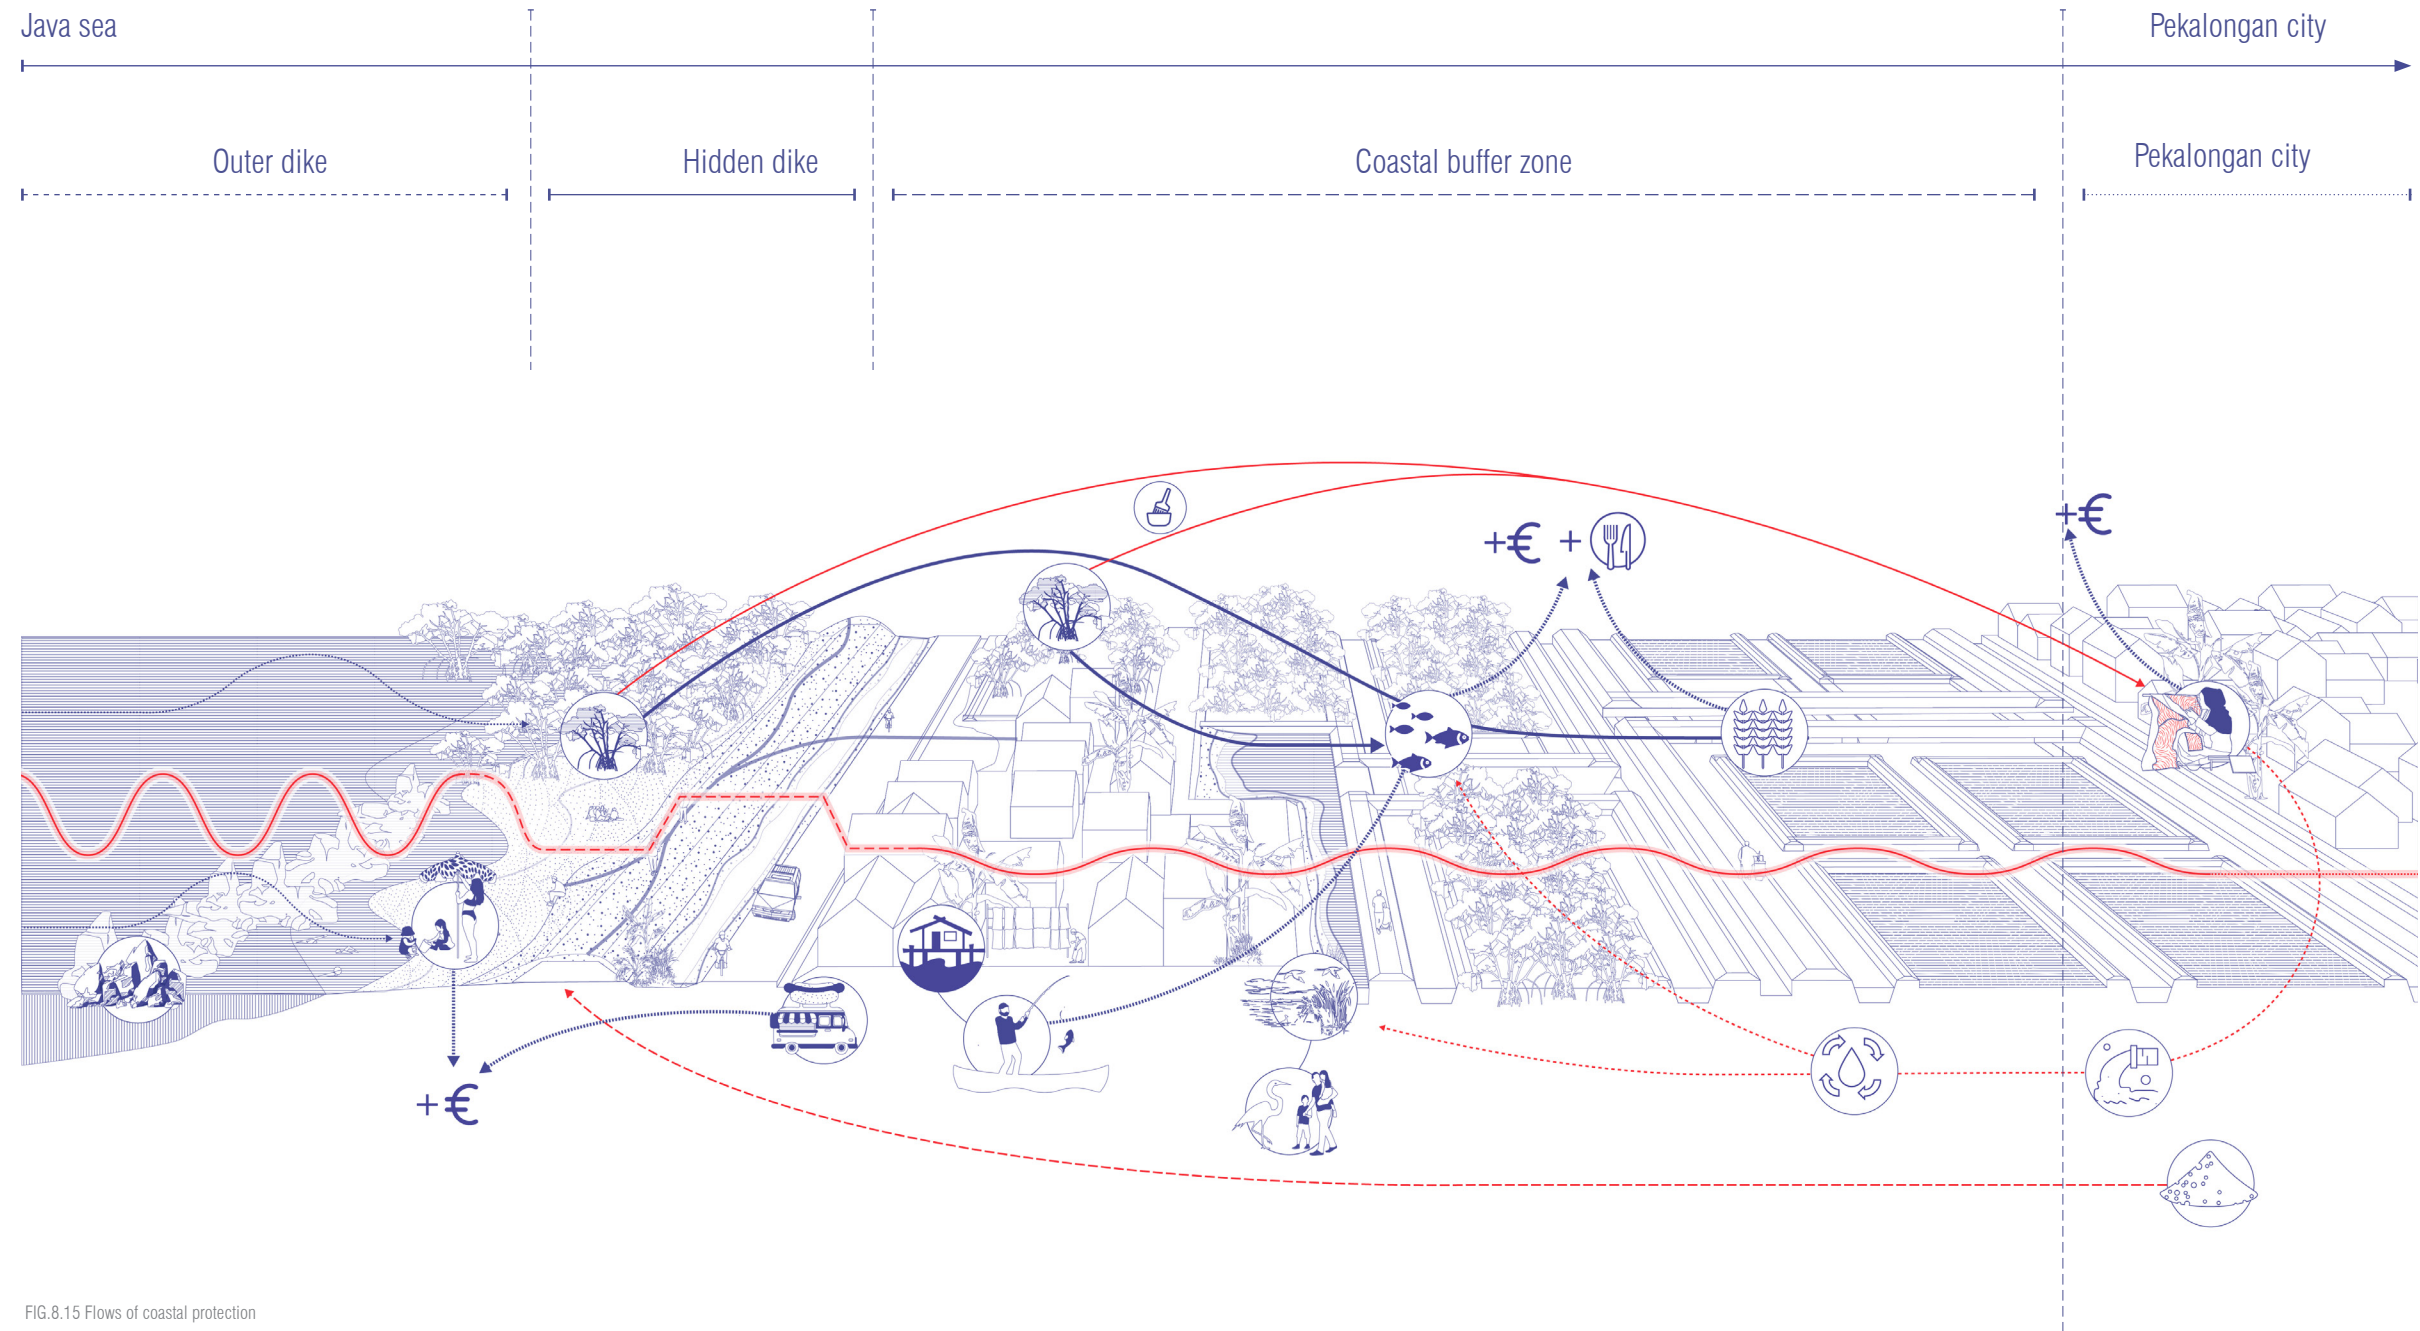 Java sea
Pekalongan city
Outer dike
Hidden dike
Coastal buffer zone
Pekalongan city
+€ +
+€
+€
FIG.8.15 Flows of coastal protection